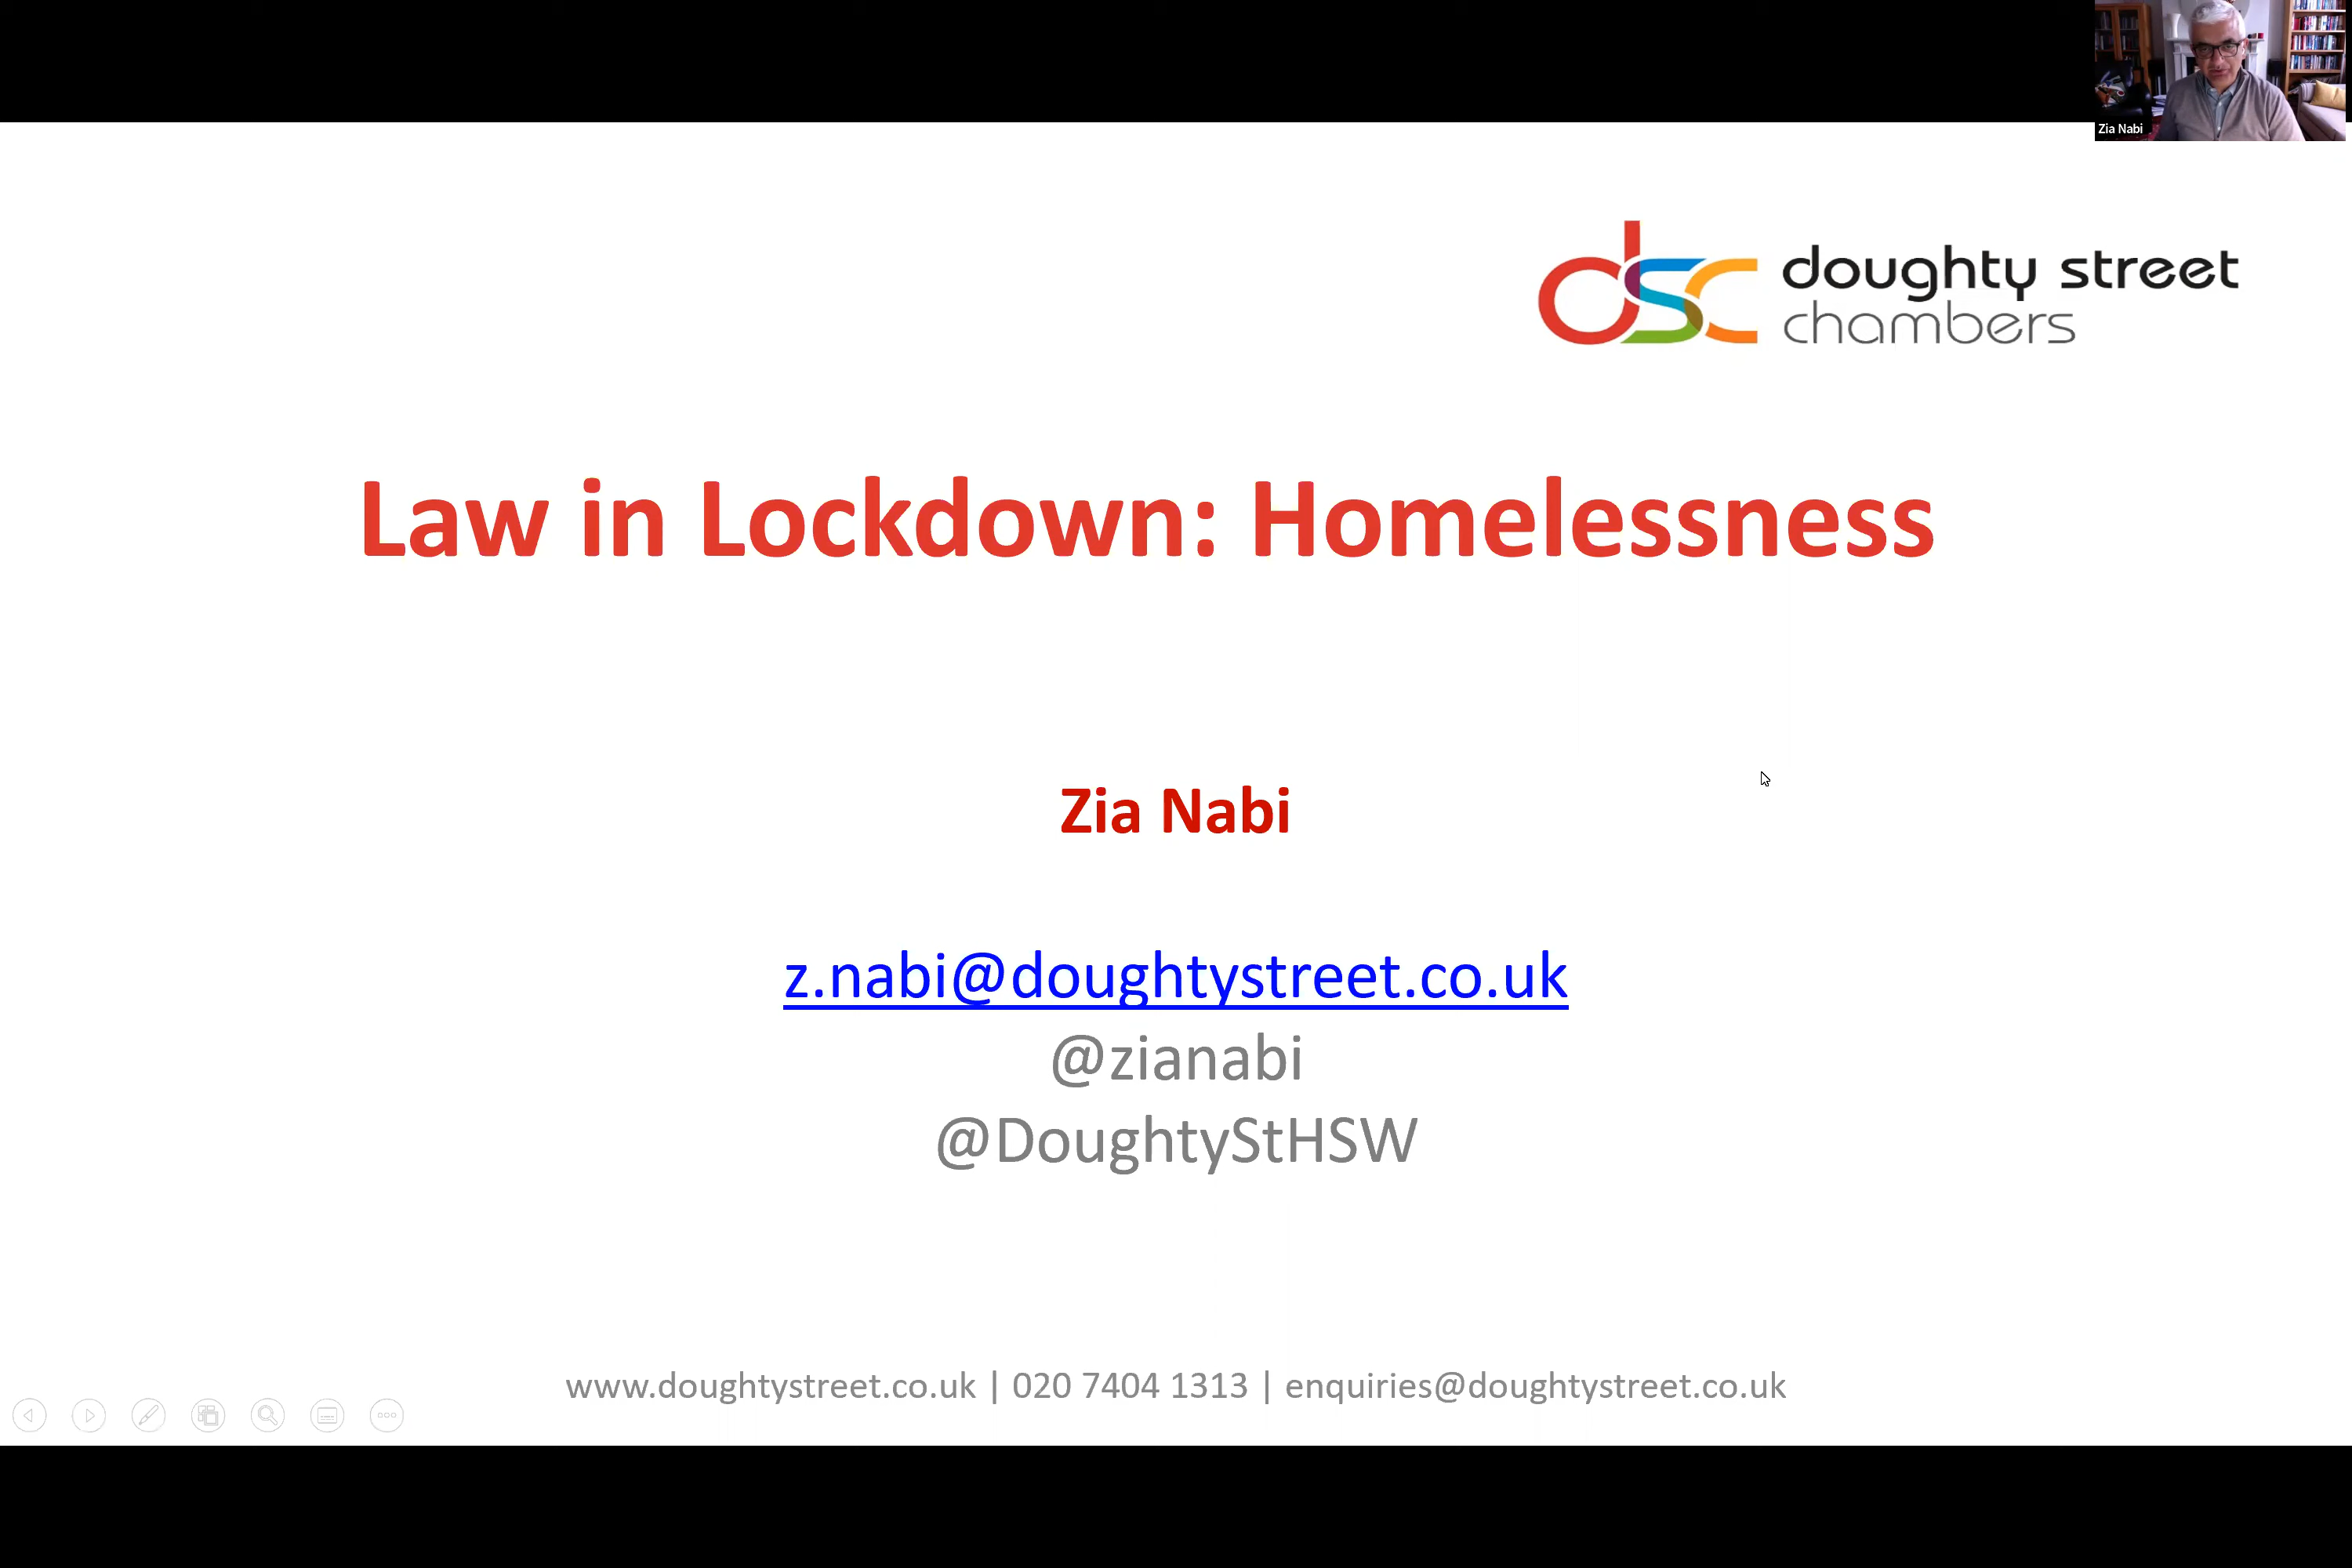 Zia Nabi
dsc doughty street
chambers
Law in Lockdown: Homelessness
Zia Nabi
z.nabi@doughtystreet.co.uk
@zianabi
@DoughtyStHSW
www.doughtystreet.co.uk | 020 7404 1313 | enquiries@doughtystreet.co.uk